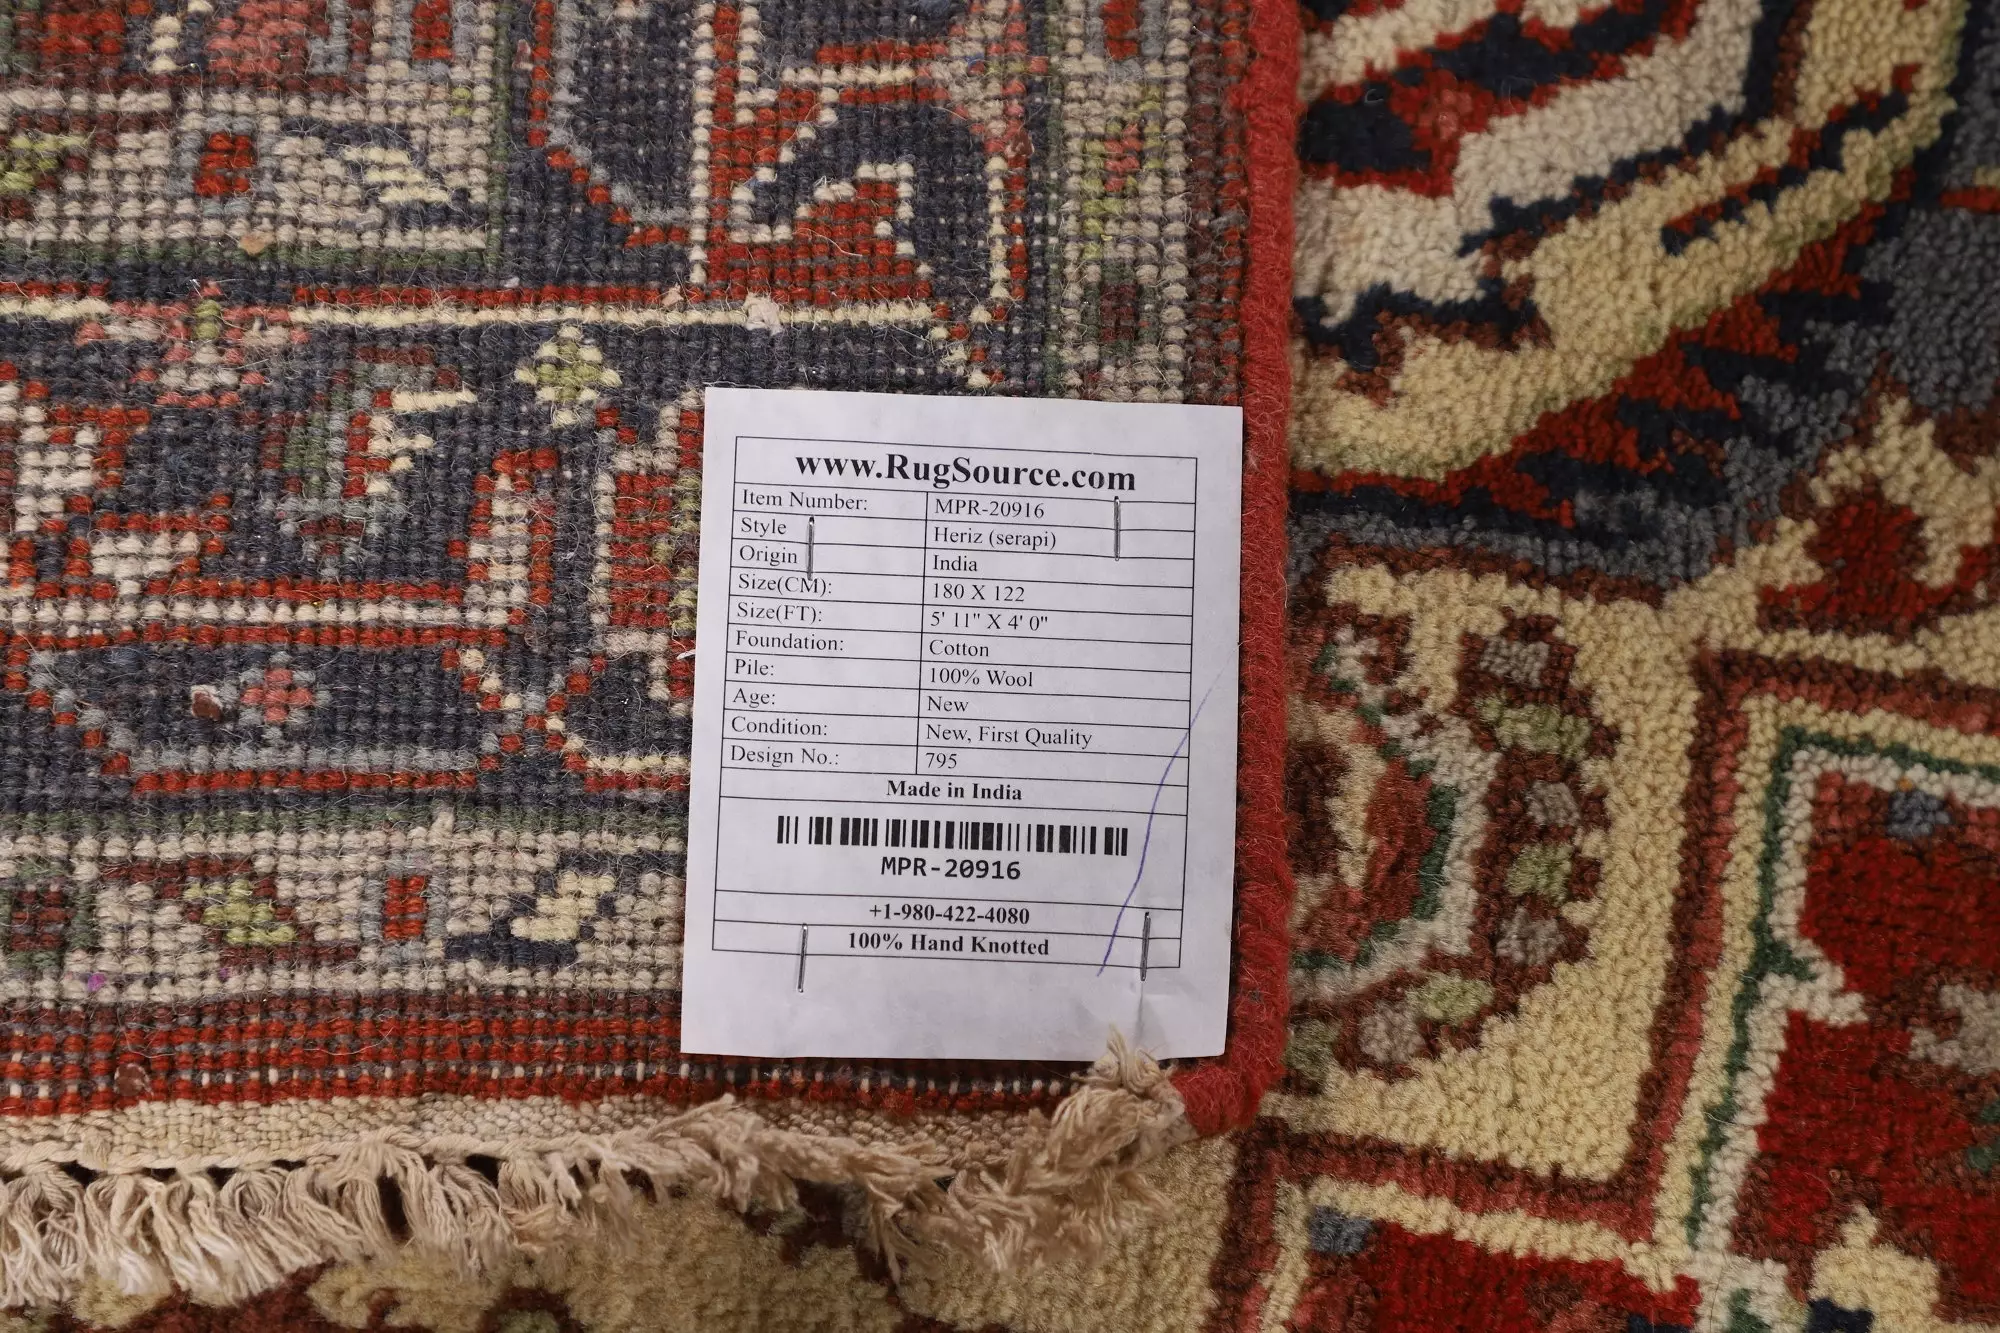 www.RugSource.com
Item Number: MPR-20916
Style Heriz (serapi)
Origin India
Size(CM): 180 X 122
Size(FT): 5' 11" X 4' 0"
Foundation: Cotton
Pile: 100% Wool
Age: New
Condition: New, First Quality
Design No.: 795
Made in India
MPR-20916
+1-980-422-4080
100% Hand Knotted